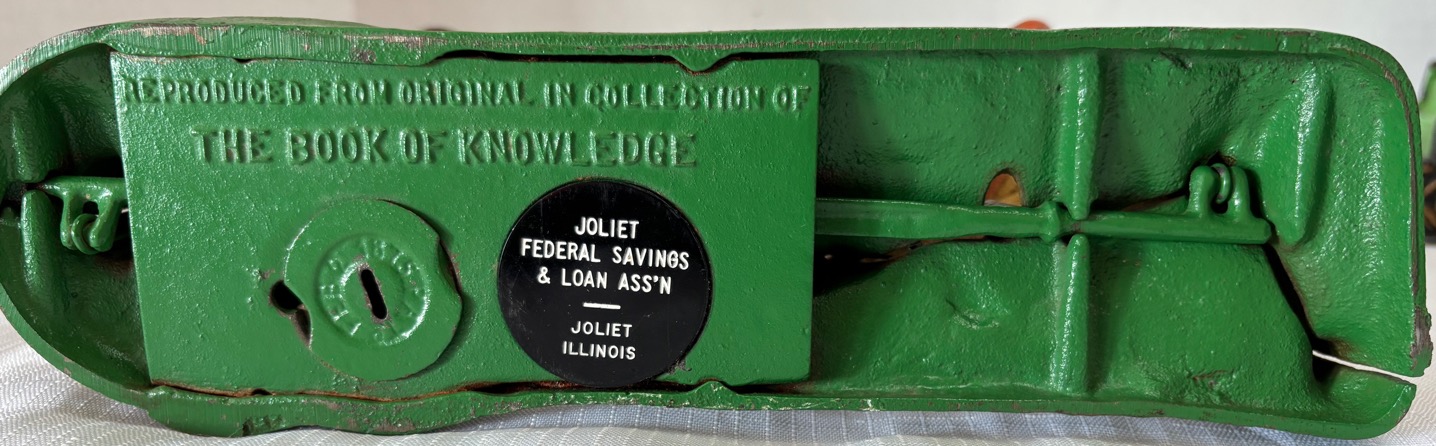 REPRODUCED FROM ORIGINAL IN COLLECTION OF
THE BOOK OF KNOWLEDGE
JOLIET
FEDERAL SAVINGS
& LOAN ASS'N
JOLIET
ILLINOIS